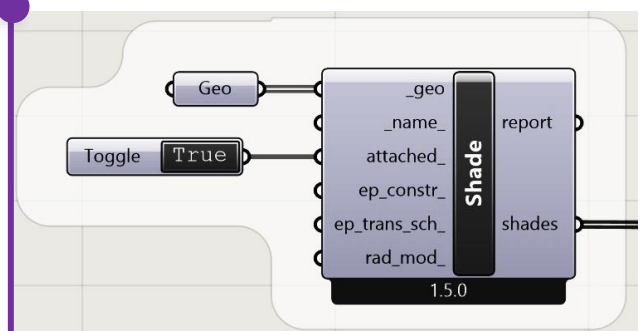 Geo
Toggle True
_geo
_name_
attached_
ep_constr_
ep_trans_sch_
rad_mod_
Shade
report
shades
1.5.0